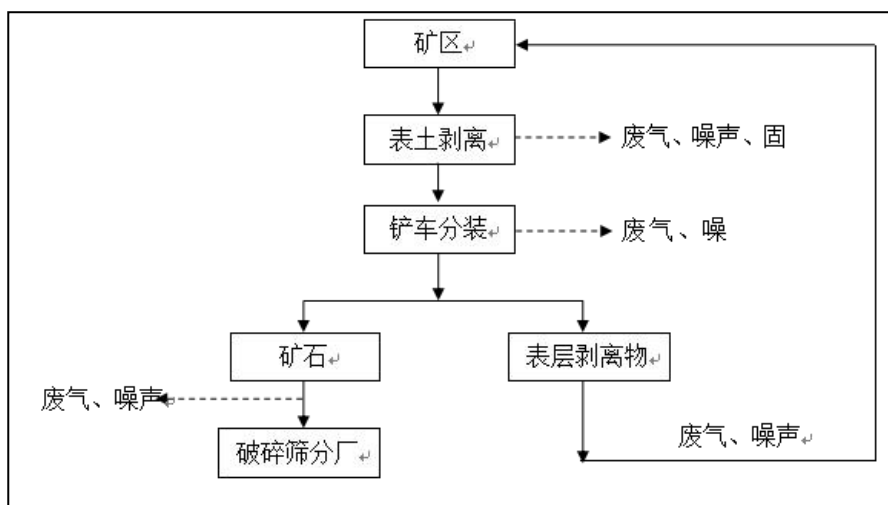 矿区
表土剥离
废气、噪声、固
铲车分装
废气、噪
矿石
表层剥离物
废气、噪声
废气、噪声
破碎筛分厂